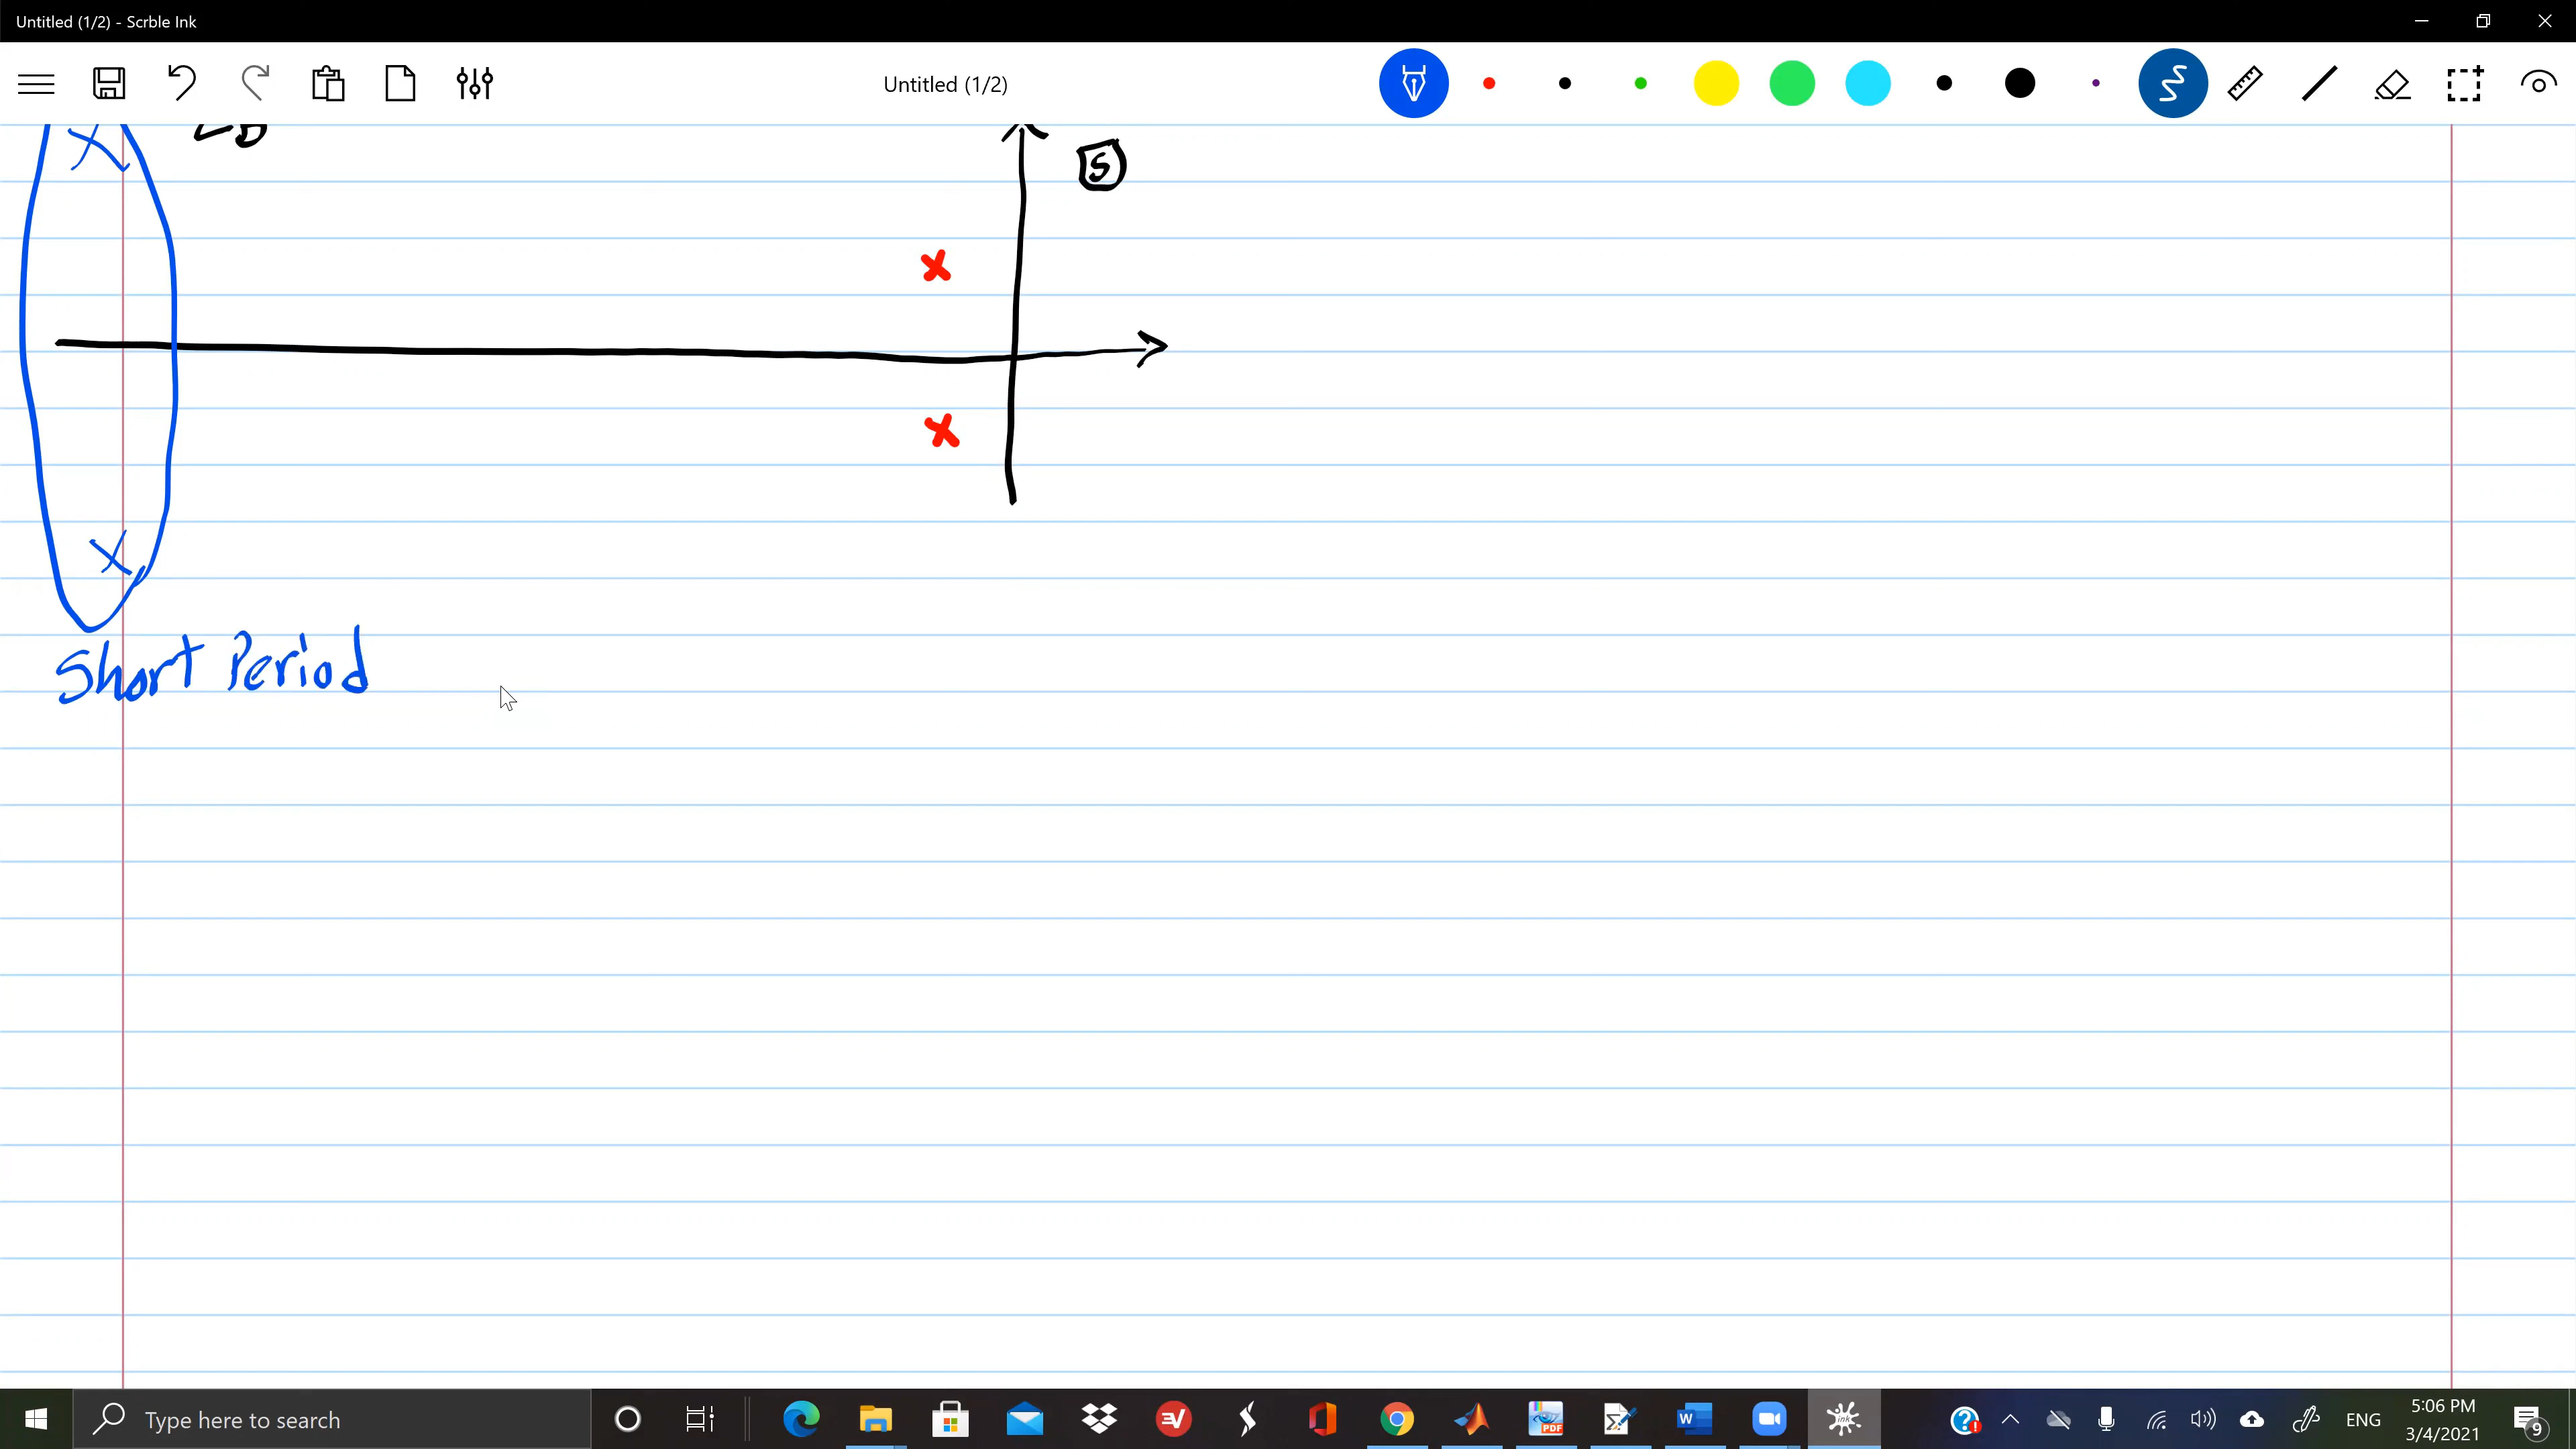 Untitled (1/2) - Scrble Ink
Untitled (1/2)
S
Short Period
Type here to search
ENG
5:06 PM
3/4/2021
9